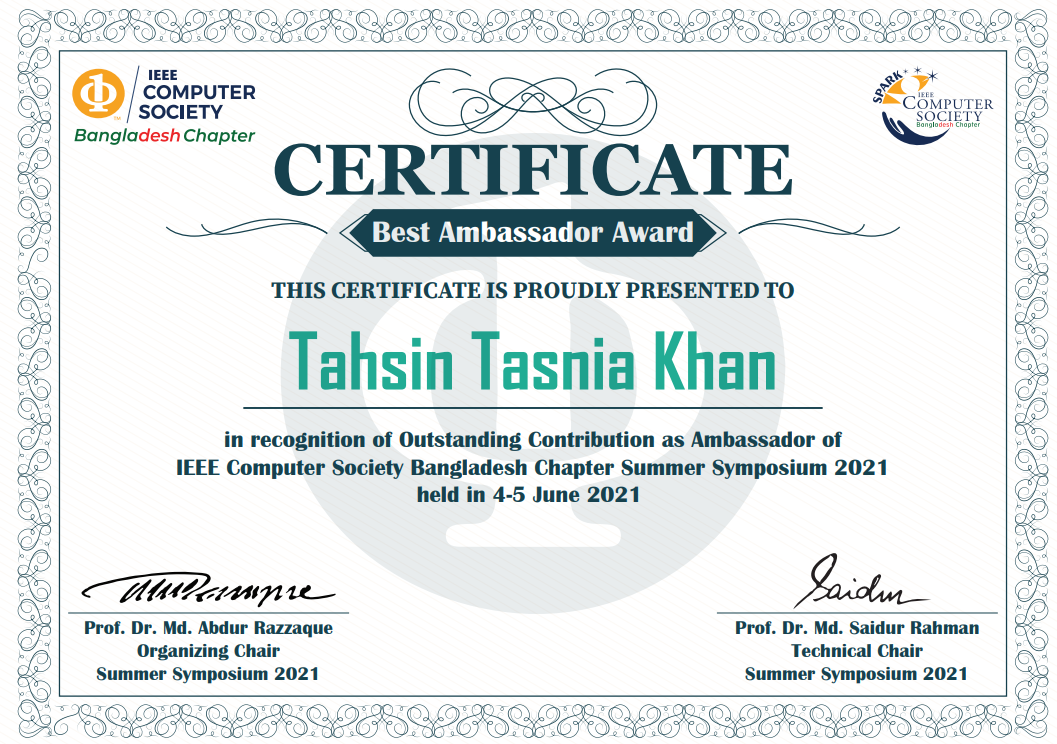 IEEE
COMPUTER
SOCIETY
Bangladesh Chapter
SPARK
IEEE
COMPUTER
SOCIETY
Bangladesh Chapter
CERTIFICATE
Best Ambassador Award
THIS CERTIFICATE IS PROUDLY PRESENTED TO
Tahsin Tasnia Khan
in recognition of Outstanding Contribution as Ambassador of
IEEE Computer Society Bangladesh Chapter Summer Symposium 2021
held in 4-5 June 2021
Saidur
Prof. Dr. Md. Abdur Razzaque
Organizing Chair
Summer Symposium 2021
Prof. Dr. Md. Saidur Rahman
Technical Chair
Summer Symposium 2021